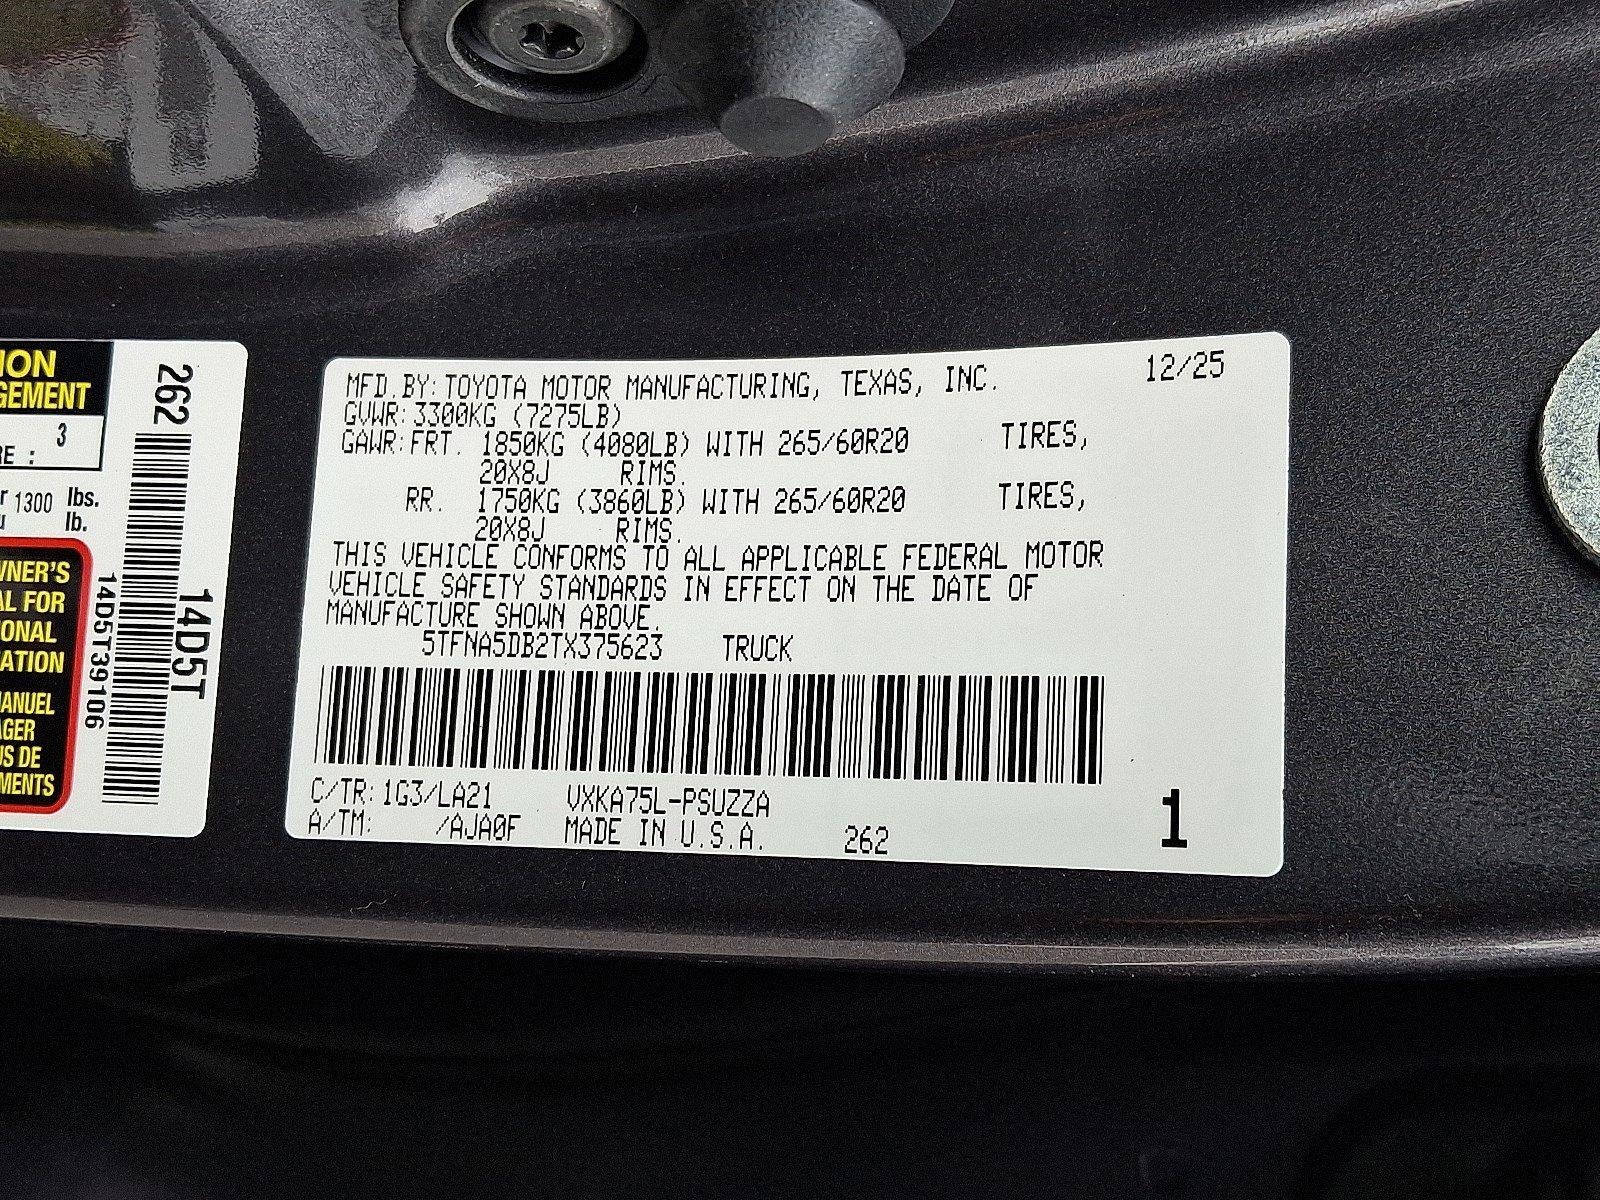 ION
GEMENT
3
RE :
r 1300 lbs.
u lb.
WNER'S
AL FOR
IONAL
ATION
MANUEL
AGER
US DE
MENTS
262
14D5T39106
14D5T
MFD.BY:TOYOTA MOTOR MANUFACTURING, TEXAS, INC. 12/25
GVWR:3300KG (7275LB)
GAWR:FRT. 1850KG (4080LB) WITH 265/60R20 TIRES,
20X8J RIMS.
RR. 1750KG (3860LB) WITH 265/60R20 TIRES,
20X8J RIMS.
THIS VEHICLE CONFORMS TO ALL APPLICABLE FEDERAL MOTOR
VEHICLE SAFETY STANDARDS IN EFFECT ON THE DATE OF
MANUFACTURE SHOWN ABOVE.
5TFNA5DB2TX375623 TRUCK
C/TR:1G3/LA21 VXKA75L-PSUZZA
A/TM: /AJA0F MADE IN U.S.A. 262 1